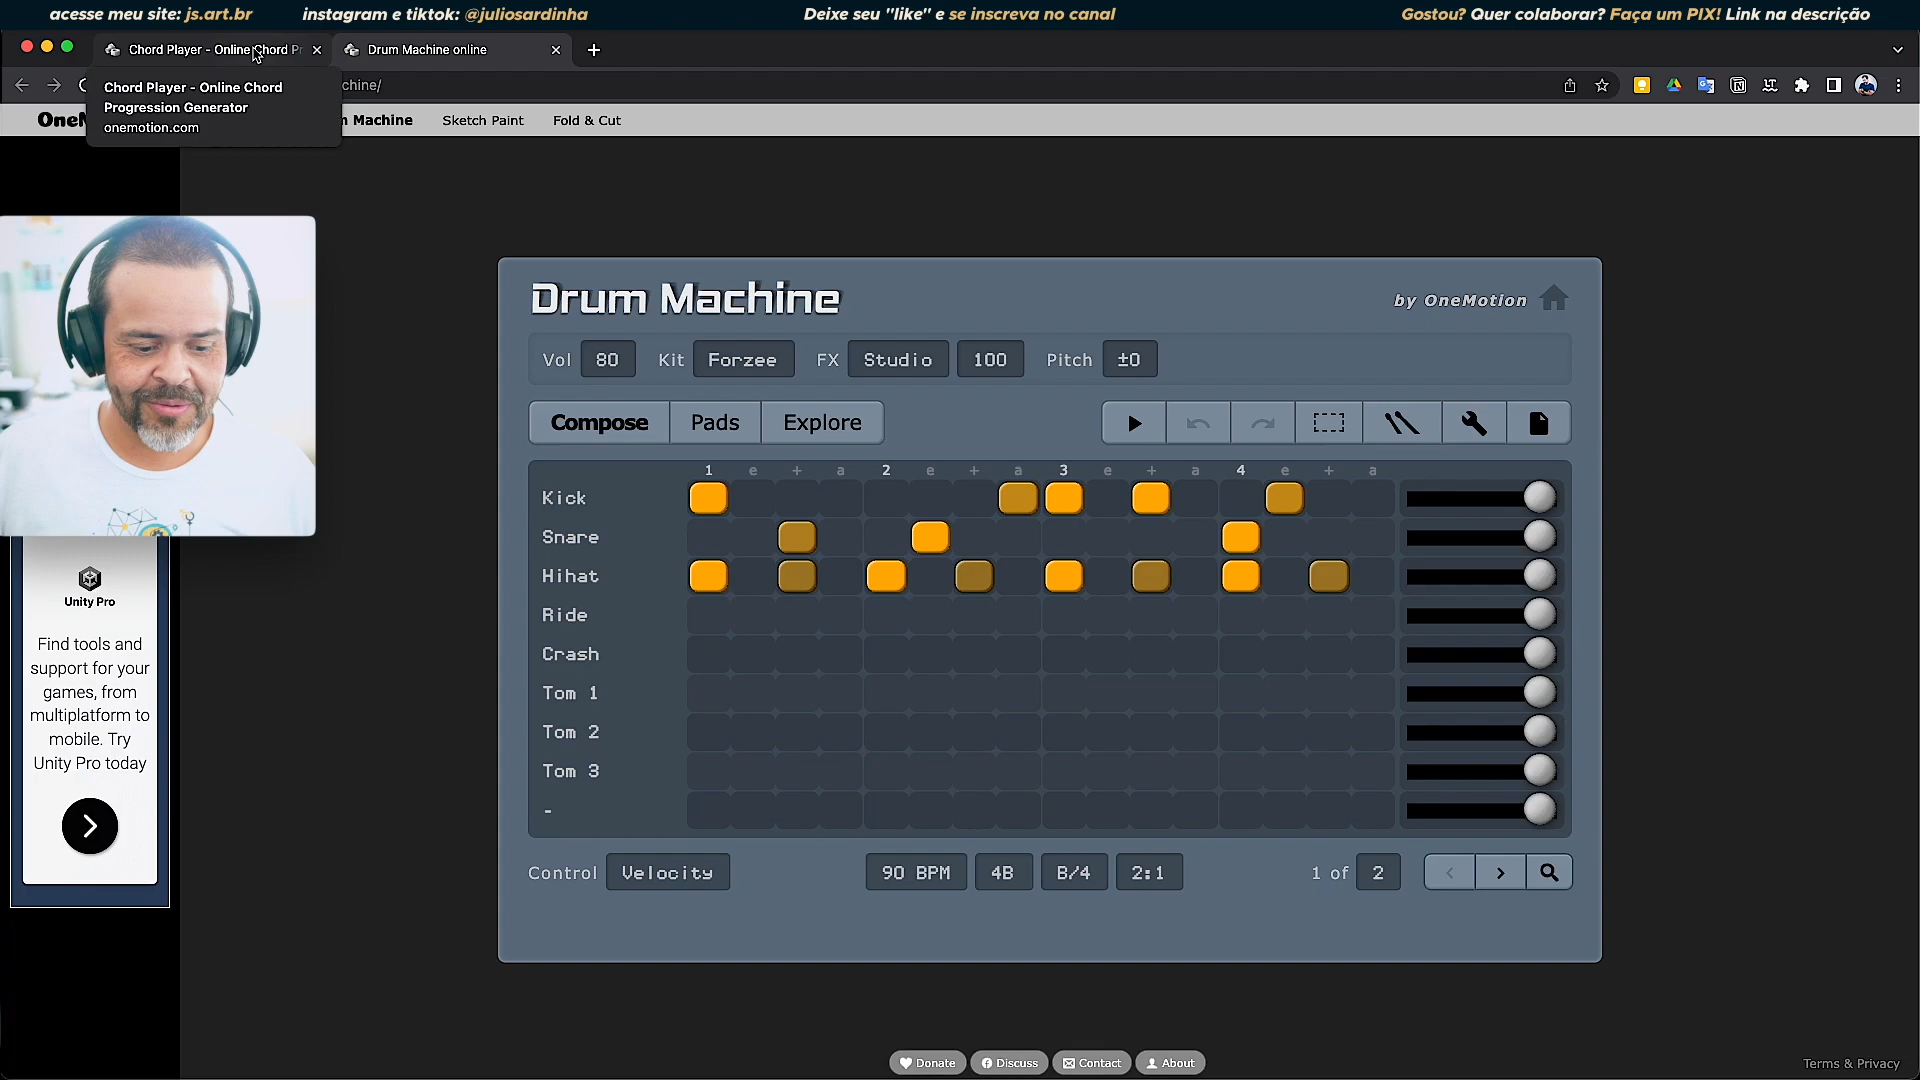 acesse meu site: js.art.br instagram e tiktok: @juliosardinha Deixe seu "like" e se inscreva no canal Gostou? Quer colaborar? Faça um PIX! Link na descrição
Chord Player - Online Chord Pr Drum Machine online
chine/
Chord Player - Online Chord
Progression Generator
onemotion.com
Machine Sketch Paint Fold & Cut
Drum Machine
by OneMotion
Vol 80 Kit Forzee FX Studio 100 Pitch ±0
Compose Pads Explore
1 e + a 2 e + a 3 e + a 4 e + a
Kick
Snare
Hihat
Ride
Crash
Tom 1
Tom 2
Tom 3
-
Control Velocity 90 BPM 4B B/4 2:1 1 of 2
Unity Pro
Find tools and
support for your
games, from
multiplatform to
mobile. Try
Unity Pro today
Donate Discuss Contact About
Terms & Privacy